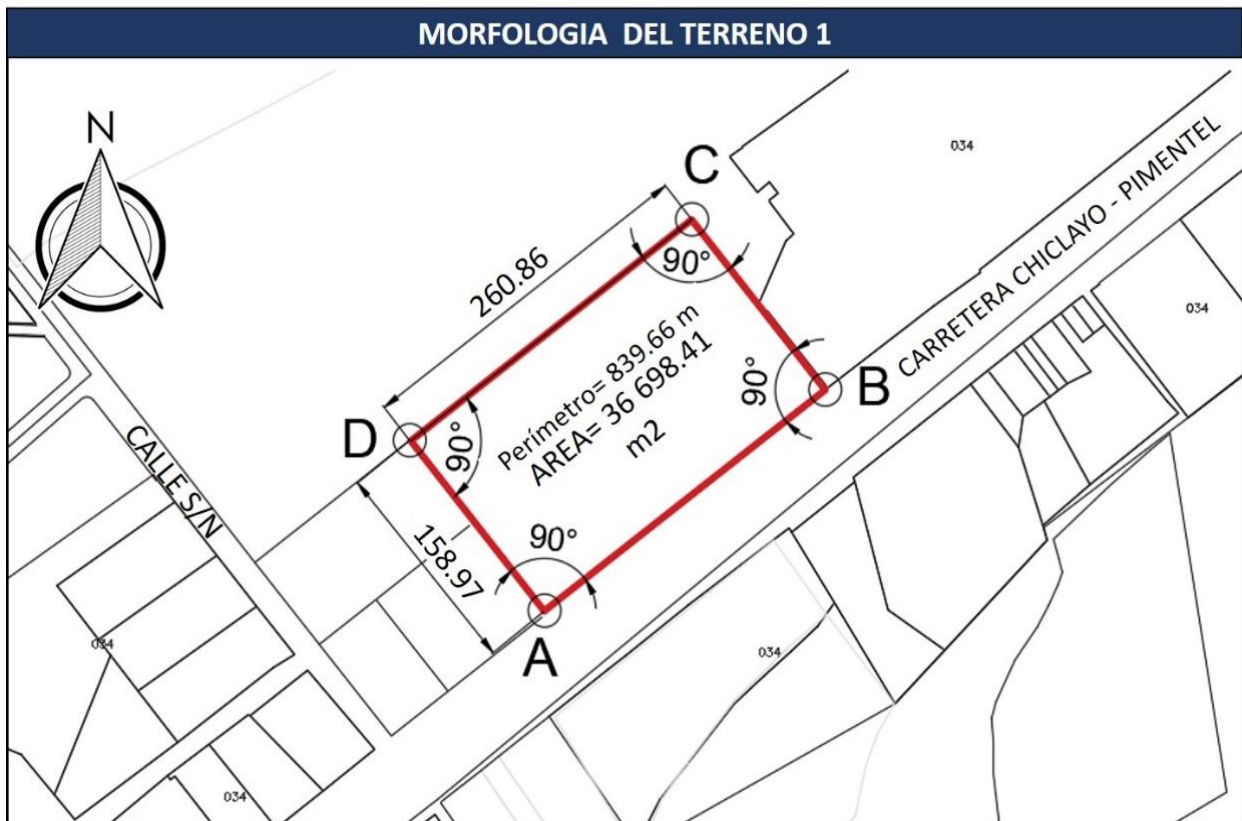 MORFOLOGIA DEL TERRENO 1
N
C
034
CARRETERA CHICLAYO - PIMENTEL
260.86
90°
034
Perímetro= 839.66 m
AREA= 36 698.41
m2
90°
B
D
90°
CALLE S/N
158.97
90°
A
034
034
034